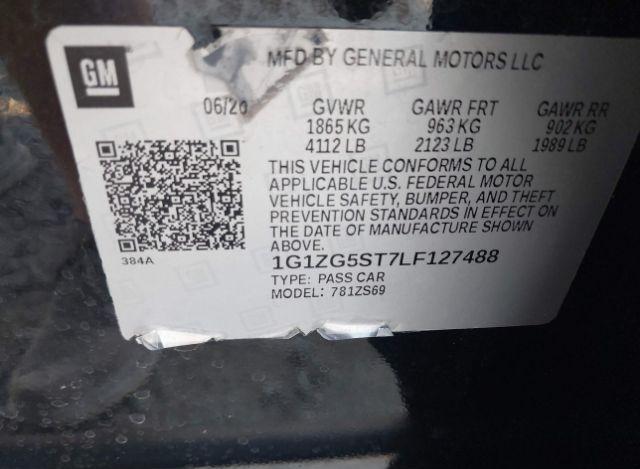 GM
MFD BY GENERAL MOTORS LLC
06/20 GVWR GAWR FRT GAWR RR
1865 KG 963 KG 902 KG
4112 LB 2123 LB 1989 LB
THIS VEHICLE CONFORMS TO ALL
APPLICABLE U.S. FEDERAL MOTOR
VEHICLE SAFETY, BUMPER, AND THEFT
PREVENTION STANDARDS IN EFFECT ON
THE DATE OF MANUFACTURE SHOWN
ABOVE.
384A
1G1ZG5ST7LF127488
TYPE: PASS CAR
MODEL: 781ZS69